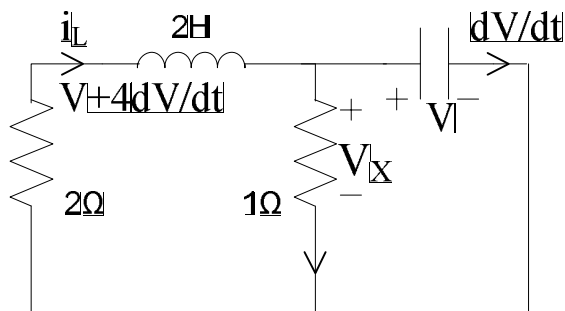 i_L 2H dV/dt
V+4dV/dt + V −
+
2Ω 1Ω V_X
−